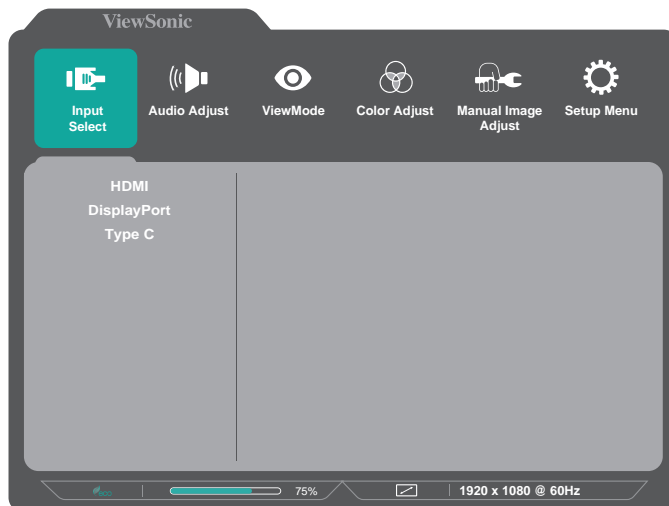 ViewSonic
Input
Select
Audio Adjust
ViewMode
Color Adjust
Manual Image
Adjust
Setup Menu
HDMI
DisplayPort
Type C
eco
75%
1920 x 1080 @ 60Hz